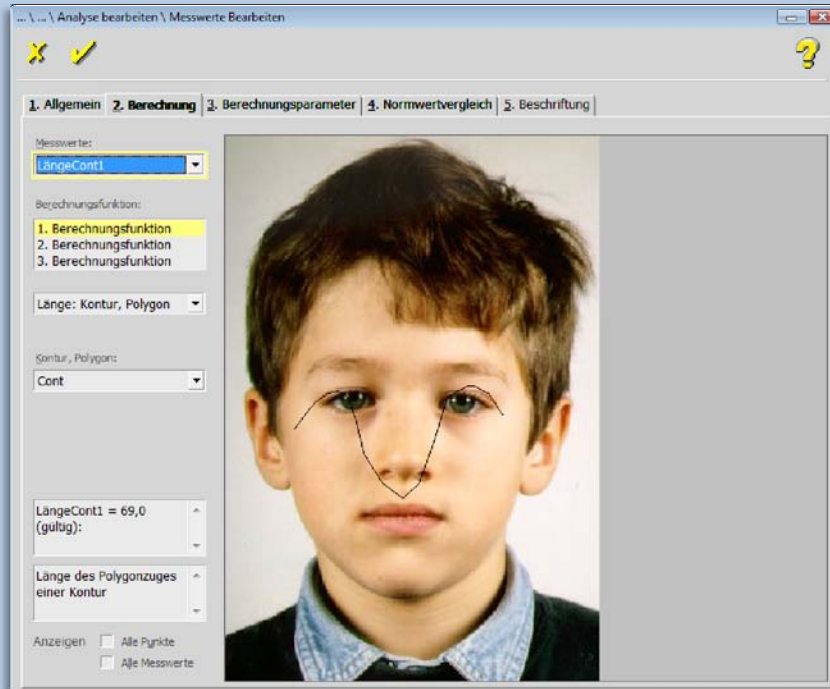 ... \ ... \ Analyse bearbeiten \ Messwerte Bearbeiten
1. Allgemein 2. Berechnung 3. Berechnungsparameter 4. Normwertvergleich 5. Beschriftung
Messwerte:
LängeCont1
Berechnungsfunktion:
1. Berechnungsfunktion
2. Berechnungsfunktion
3. Berechnungsfunktion
Länge: Kontur, Polygon
Kontur, Polygon:
Cont
LängeCont1 = 69,0
(gültig):
Länge des Polygonzuges
einer Kontur
Anzeigen Alle Punkte
Alle Messwerte